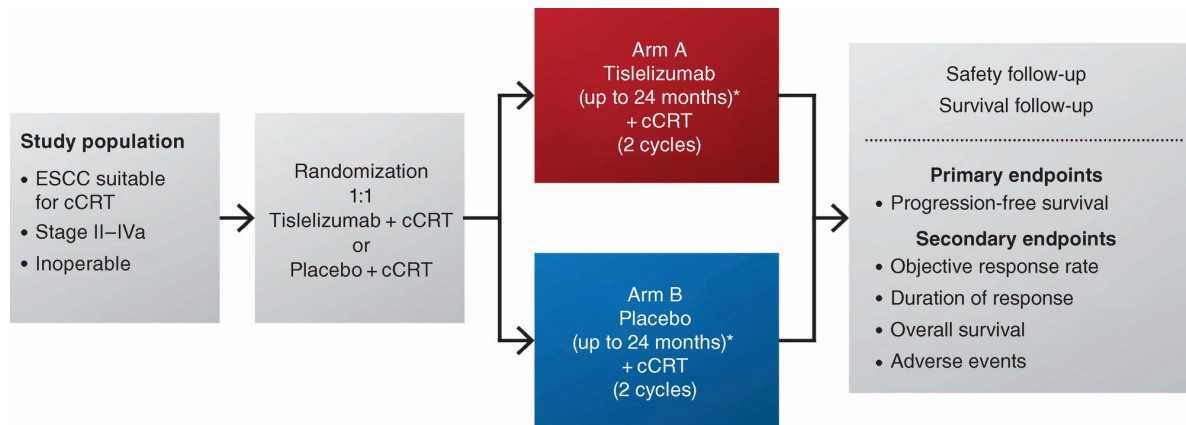 Study population
• ESCC suitable
for cCRT
• Stage II–IVa
• Inoperable
Randomization
1:1
Tislelizumab + cCRT
or
Placebo + cCRT
Arm A
Tislelizumab
(up to 24 months)*
+ cCRT
(2 cycles)
Arm B
Placebo
(up to 24 months)*
+ cCRT
(2 cycles)
Safety follow-up
Survival follow-up
Primary endpoints
• Progression-free survival
Secondary endpoints
• Objective response rate
• Duration of response
• Overall survival
• Adverse events